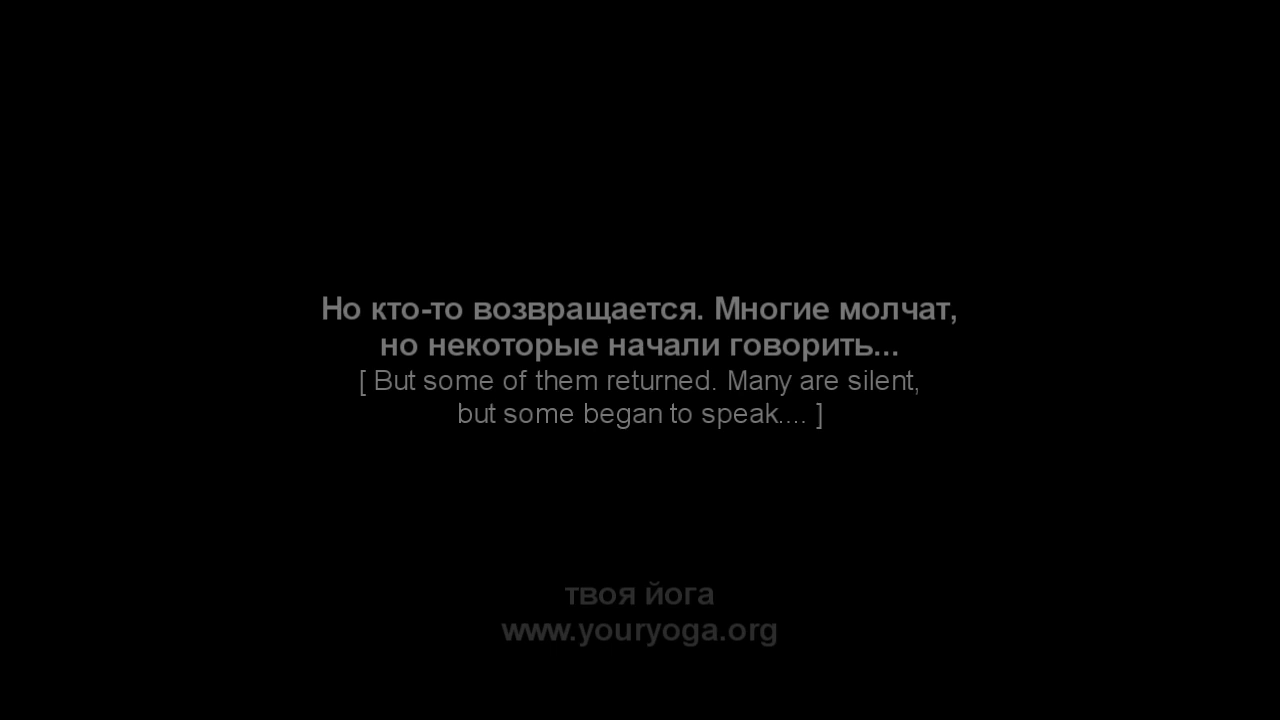 Но кто-то возвращается. Многие молчат,
но некоторые начали говорить...
[ But some of them returned. Many are silent,
but some began to speak.... ]
твоя йога
www.youryoga.org